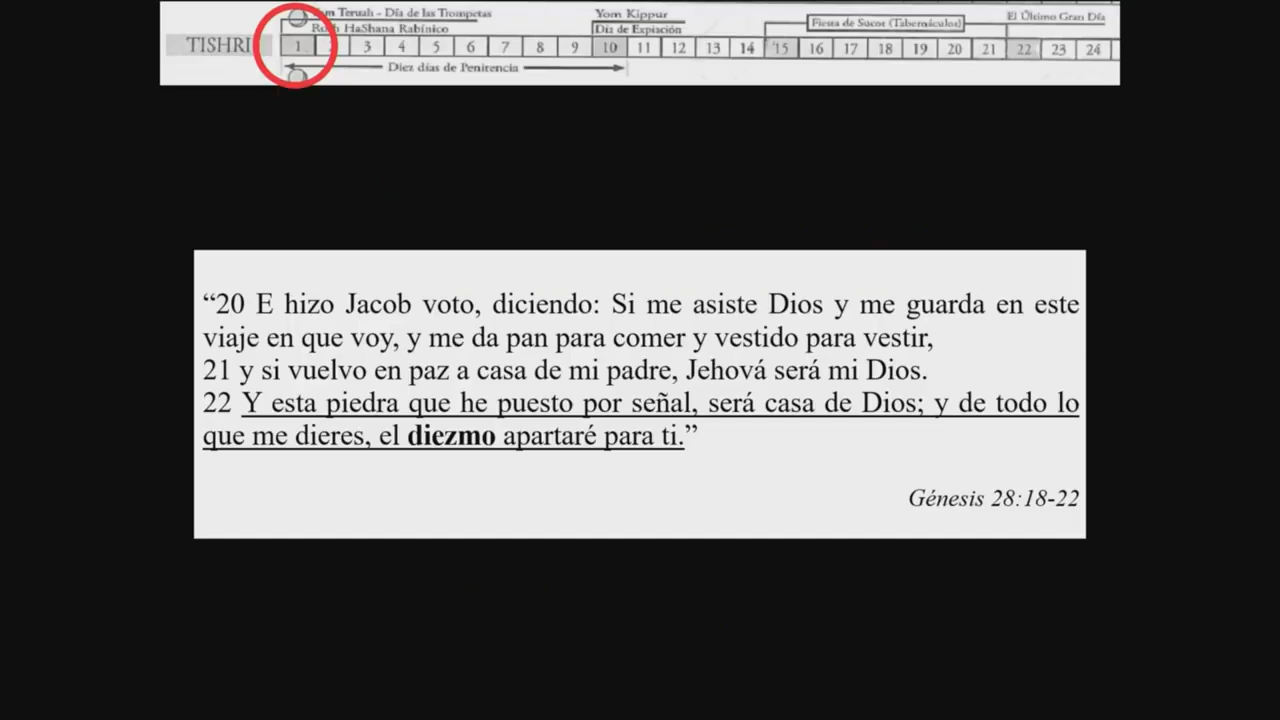 Yom Teruah - Día de las Trompetas
Yom Kippur
El Último Gran Día
Rosh HaShana Rabínico
Día de Expiación
Fiesta de Sucot (Tabernáculos)
TISHRI 1 2 3 4 5 6 7 8 9 10 11 12 13 14 15 16 17 18 19 20 21 22 23 24
Diez días de Penirencia
“20 E hizo Jacob voto, diciendo: Si me asiste Dios y me guarda en este
viaje en que voy, y me da pan para comer y vestido para vestir,
21 y si vuelvo en paz a casa de mi padre, Jehová será mi Dios.
22 Y esta piedra que he puesto por señal, será casa de Dios; y de todo lo
que me dieres, el diezmo apartaré para ti.”
Génesis 28:18-22